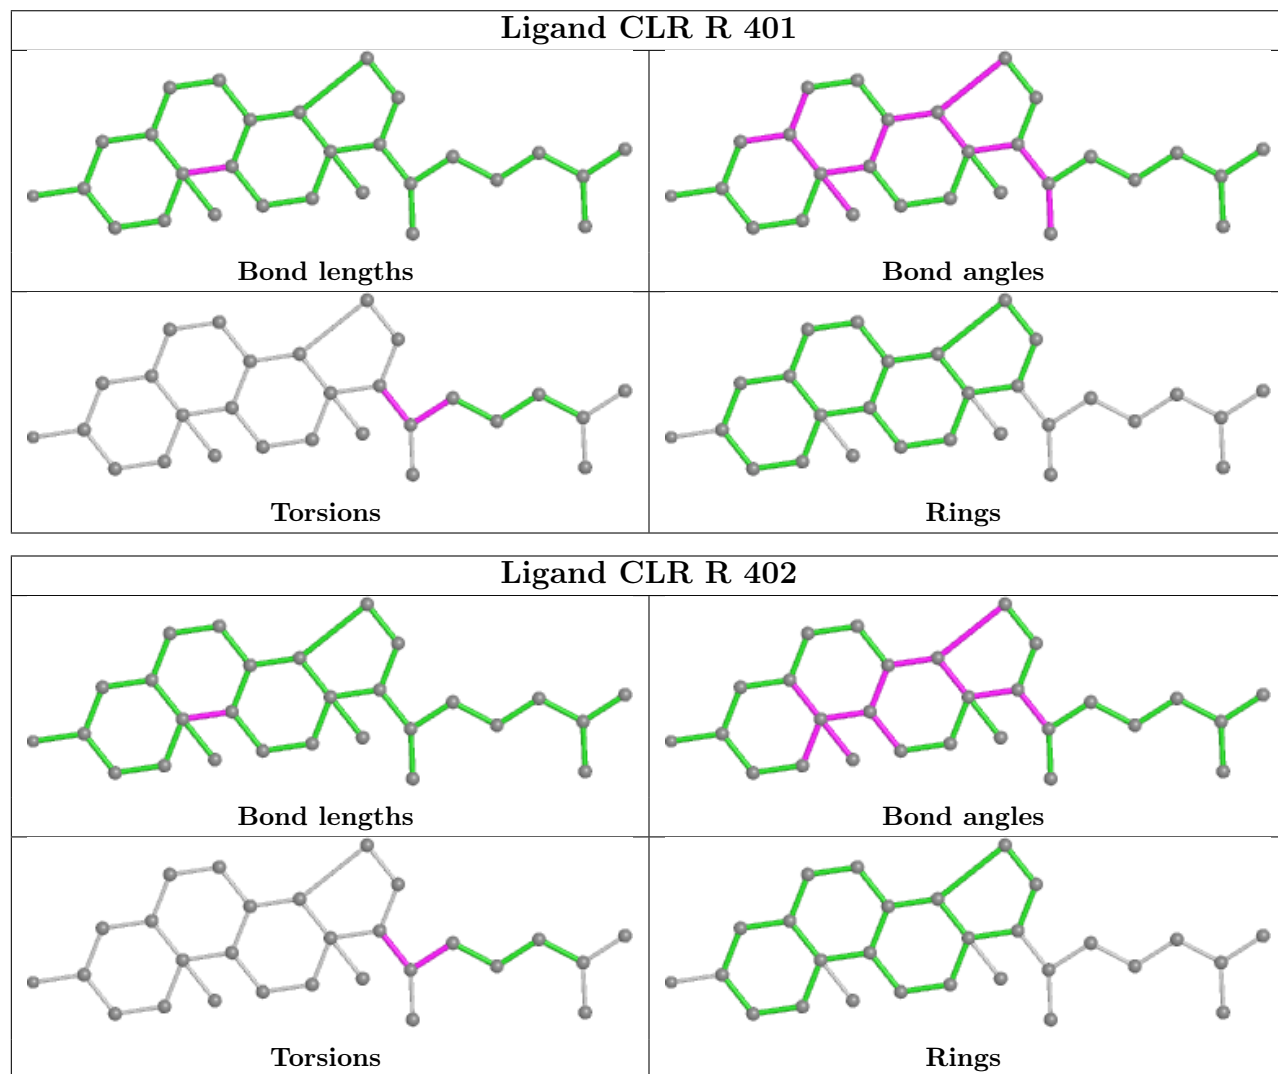 Ligand CLR R 401
Bond lengths
Bond angles
Torsions
Rings
Ligand CLR R 402
Bond lengths
Bond angles
Torsions
Rings